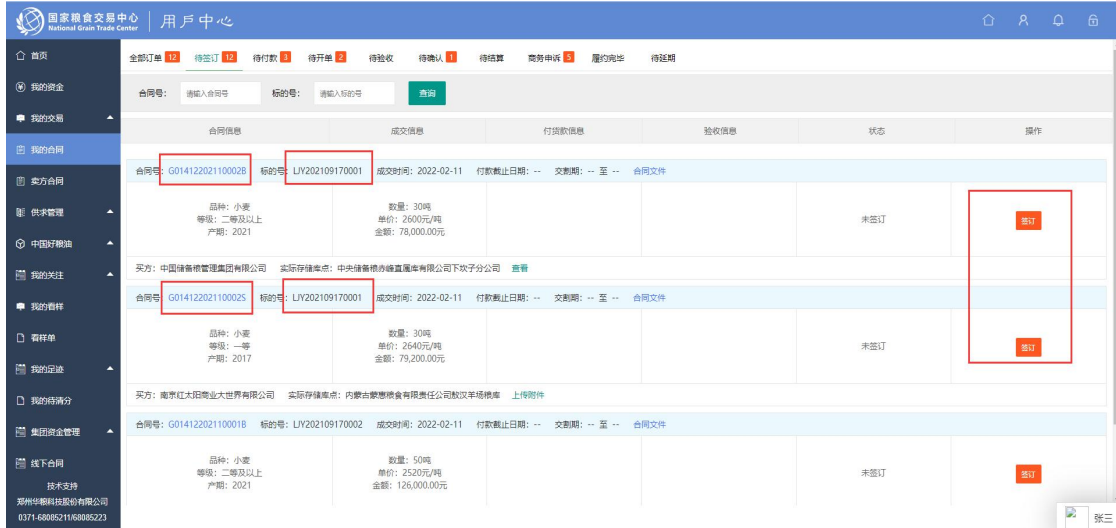 国家粮食交易中心 用户中心
National Grain Trade Center
首页
我的资金
我的交易
我的合同
卖方合同
供求管理
中国好粮油
我的关注
我的看样
看样单
我的足迹
我的待清分
集团资金管理
线下合同
技术支持
郑州华粮科技股份有限公司
0371-68085211/68085223
全部订单 12 待签订 12 待付款 3 待开单 2 待验收 待确认 1 待结算 商务申诉 5 履约完毕 待延期
合同号： 请输入合同号 标的号： 请输入标的号 查询
合同信息 成交信息 付货款信息 验收信息 状态 操作
合同号：G01412202110002B 标的号：LJY202109170001 成交时间：2022-02-11 付款截止日期：-- 交割期：-- 至 -- 合同文件
品种：小麦 数量：30吨
等级：二等及以上 单价：2600元/吨 未签订 签订
产期：2021 金额：78,000.00元
买方：中国储备粮管理集团有限公司 实际存储库点：中央储备粮赤峰直属库有限公司下坎子分公司 查看
合同号：G01412202110002S 标的号：LJY202109170001 成交时间：2022-02-11 付款截止日期：-- 交割期：-- 至 -- 合同文件
品种：小麦 数量：30吨
等级：一等 单价：2640元/吨 未签订 签订
产期：2017 金额：79,200.00元
买方：南京红太阳商业大世界有限公司 实际存储库点：内蒙古蒙惠粮食有限责任公司敖汉羊场粮库 上传附件
合同号：G01412202110001B 标的号：LJY202109170002 成交时间：2022-02-11 付款截止日期：-- 交割期：-- 至 -- 合同文件
品种：小麦 数量：50吨
等级：二等及以上 单价：2520元/吨 未签订 签订
产期：2021 金额：126,000.00元
张三